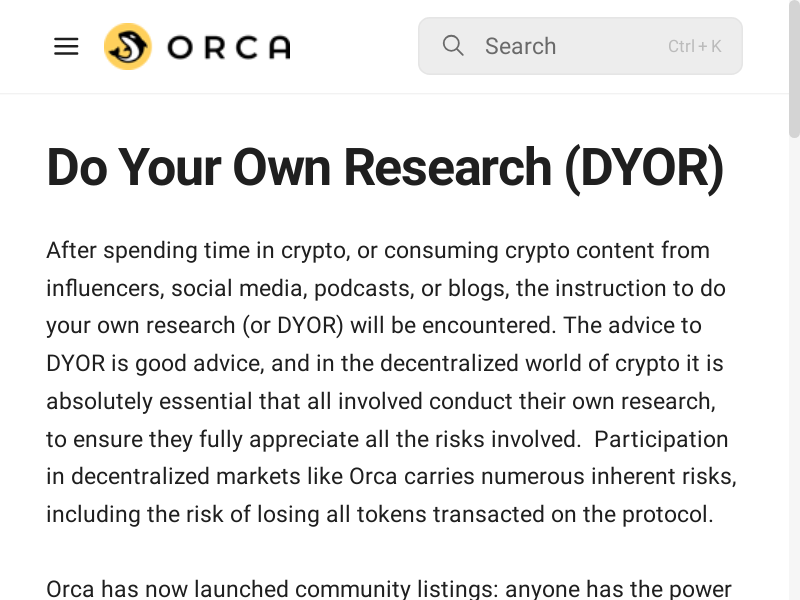 ORCA
Search
Ctrl + K
Do Your Own Research (DYOR)
After spending time in crypto, or consuming crypto content from
influencers, social media, podcasts, or blogs, the instruction to do
your own research (or DYOR) will be encountered. The advice to
DYOR is good advice, and in the decentralized world of crypto it is
absolutely essential that all involved conduct their own research,
to ensure they fully appreciate all the risks involved.  Participation
in decentralized markets like Orca carries numerous inherent risks,
including the risk of losing all tokens transacted on the protocol.
Orca has now launched community listings: anyone has the power